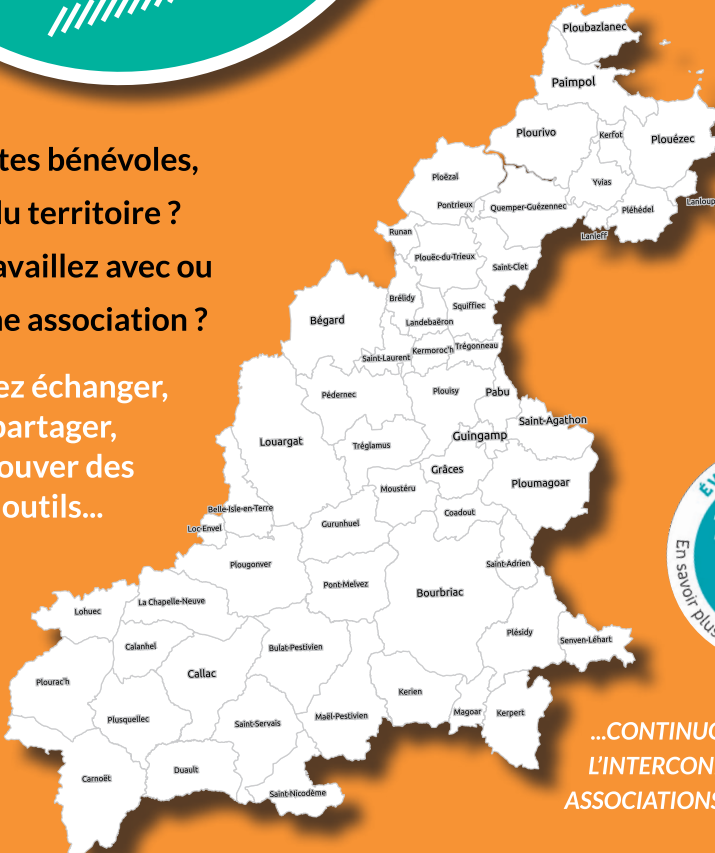 tes bénévoles,
du territoire ?
availlez avec ou
ne association ?
ez échanger,
partager,
ouver des
outils...
Ploubazlanec
Paimpol
Plourivo
Kerfot
Plouézec
Ploëzal
Yvias
Pontrieux
Quemper-Guézennec
Pléhédel
Lanloup
Runan
Lanleff
Plouëc-du-Trieux
Saint-Clet
Brélidy
Squiffiec
Bégard
Landebaëron
Saint-Laurent
Kermoroc'h
Trégonneau
Pédernec
Plouisy
Pabu
Saint-Agathon
Louargat
Tréglamus
Guingamp
Grâces
Moustéru
Ploumagoar
Belle-Isle-en-Terre
Coadout
Loc-Envel
Gurunhuel
Plougonver
Saint-Adrien
Pont-Melvez
Bourbriac
La Chapelle-Neuve
Lohuec
Plésidy
Senven-Léhart
Calanhel
Bulat-Pestivien
Callac
Plourac'h
Kerien
Plusquellec
Saint-Servais
Maël-Pestivien
Magoar
Kerpert
Duault
Carnoët
Saint-Nicodème
En savoir plus
...CONTINUO
L'INTERCON
ASSOCIATIONS